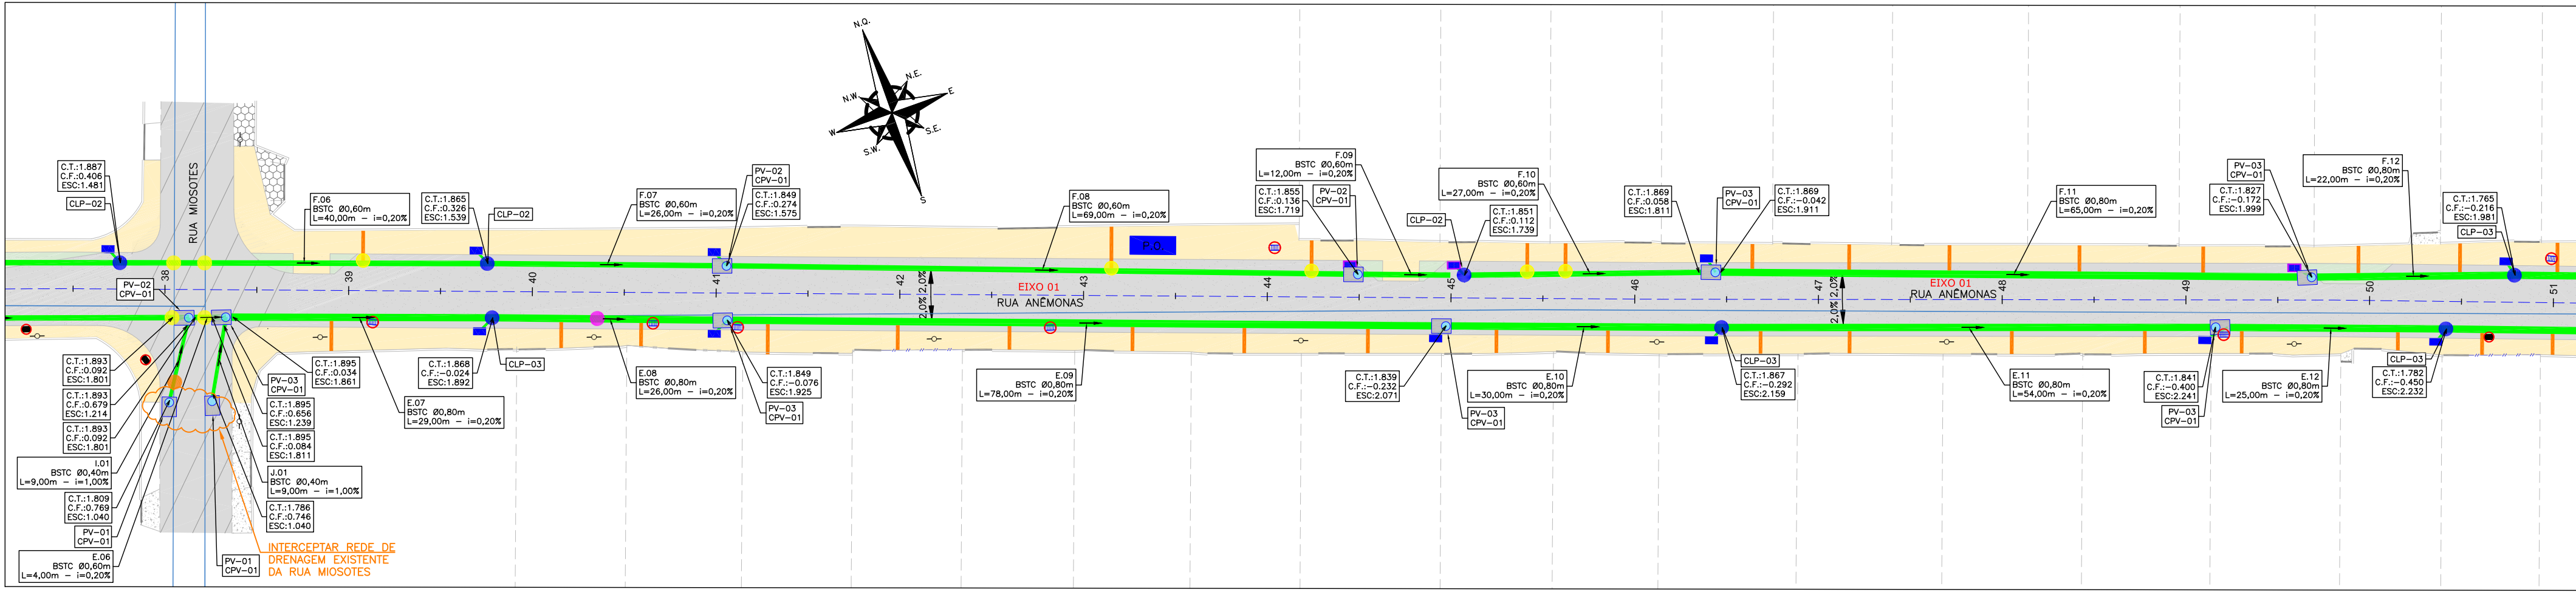 N.Q.
N.E.
E
S.E.
S
S.W.
W
N.W.
C.T.:1.887
C.F.:0.406
ESC:1.481
CLP-02
RUA MIOSOTES
F.06
BSTC Ø0,60m
L=40,00m - i=0,20%
C.T.:1.865
C.F.:0.326
ESC:1.539
CLP-02
F.07
BSTC Ø0,60m
L=26,00m - i=0,20%
PV-02
CPV-01
C.T.:1.849
C.F.:0.274
ESC:1.575
F.08
BSTC Ø0,60m
L=69,00m - i=0,20%
P.O.
F.09
BSTC Ø0,60m
L=12,00m - i=0,20%
C.T.:1.855
C.F.:0.136
ESC:1.719
PV-02
CPV-01
CLP-02
C.T.:1.851
C.F.:0.112
ESC:1.739
F.10
BSTC Ø0,60m
L=27,00m - i=0,20%
C.T.:1.869
C.F.:0.058
ESC:1.811
PV-03
CPV-01
C.T.:1.869
C.F.:-0.042
ESC:1.911
F.11
BSTC Ø0,80m
L=65,00m - i=0,20%
PV-03
CPV-01
C.T.:1.827
C.F.:-0.172
ESC:1.999
F.12
BSTC Ø0,80m
L=22,00m - i=0,20%
C.T.:1.765
C.F.:-0.216
ESC:1.981
CLP-03
PV-02
CPV-01
38
39
40
41
42
43
44
45
46
47
48
49
50
51
2,0%
2,0%
EIXO 01
RUA ANÊMONAS
2,0%
2,0%
EIXO 01
RUA ANÊMONAS
C.T.:1.893
C.F.:0.092
ESC:1.801
C.T.:1.893
C.F.:0.679
ESC:1.214
C.T.:1.893
C.F.:0.092
ESC:1.801
I.01
BSTC Ø0,40m
L=9,00m - i=1,00%
C.T.:1.809
C.F.:0.769
ESC:1.040
PV-01
CPV-01
E.06
BSTC Ø0,60m
L=4,00m - i=0,20%
C.T.:1.895
C.F.:0.034
ESC:1.861
PV-03
CPV-01
C.T.:1.895
C.F.:0.656
ESC:1.239
C.T.:1.895
C.F.:0.084
ESC:1.811
J.01
BSTC Ø0,40m
L=9,00m - i=1,00%
C.T.:1.786
C.F.:0.746
ESC:1.040
PV-01
CPV-01
INTERCEPTAR REDE DE
DRENAGEM EXISTENTE
DA RUA MIOSOTES
E.07
BSTC Ø0,80m
L=29,00m - i=0,20%
C.T.:1.868
C.F.:-0.024
ESC:1.892
CLP-03
E.08
BSTC Ø0,80m
L=26,00m - i=0,20%
C.T.:1.849
C.F.:-0.076
ESC:1.925
PV-03
CPV-01
E.09
BSTC Ø0,80m
L=78,00m - i=0,20%
C.T.:1.839
C.F.:-0.232
ESC:2.071
PV-03
CPV-01
E.10
BSTC Ø0,80m
L=30,00m - i=0,20%
CLP-03
C.T.:1.867
C.F.:-0.292
ESC:2.159
E.11
BSTC Ø0,80m
L=54,00m - i=0,20%
C.T.:1.841
C.F.:-0.400
ESC:2.241
PV-03
CPV-01
E.12
BSTC Ø0,80m
L=25,00m - i=0,20%
CLP-03
C.T.:1.782
C.F.:-0.450
ESC:2.232